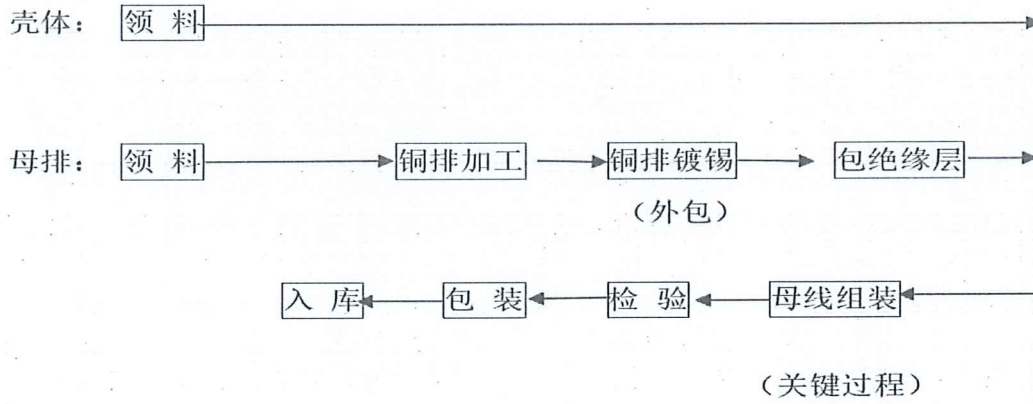 壳体： 领 料
母排： 领 料 铜排加工 铜排镀锡 包绝缘层
（外包）
入 库 包 装 检 验 母线组装
（关键过程）